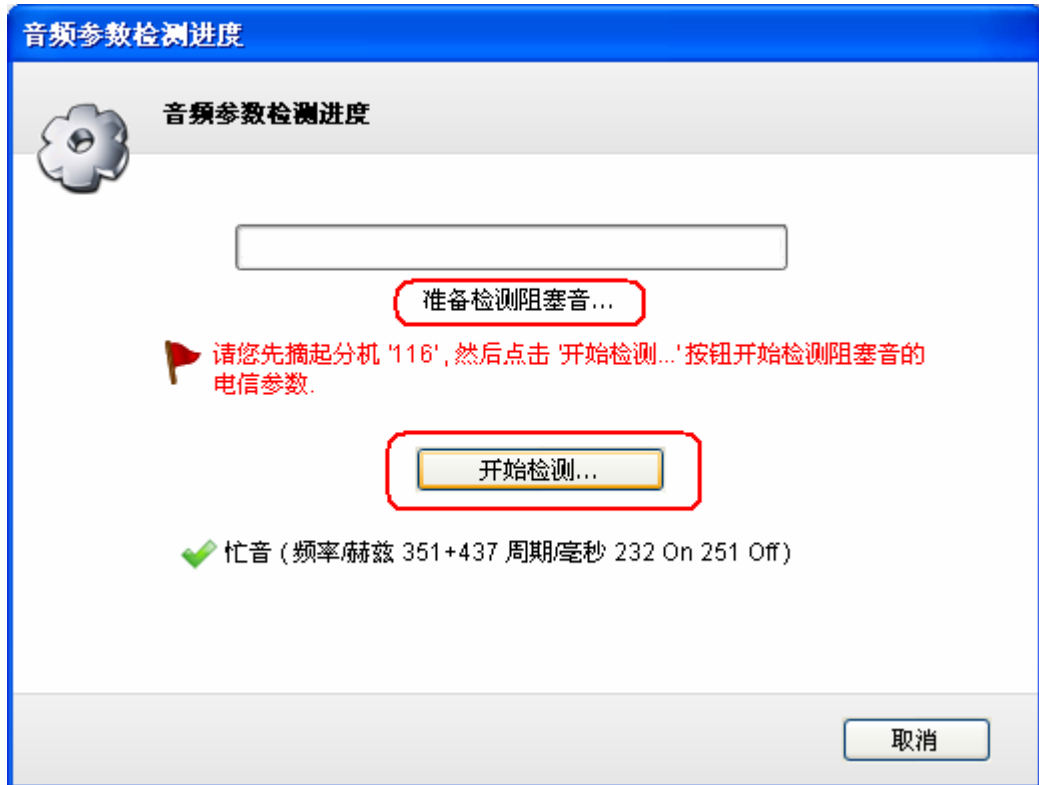 音频参数检测进度
音频参数检测进度
准备检测阻塞音...
请您先摘起分机 '116', 然后点击 '开始检测...' 按钮开始检测阻塞音的
电信参数.
开始检测...
忙音 ( 频率/赫兹 351+437 周期/毫秒 232 On 251 Off )
取消